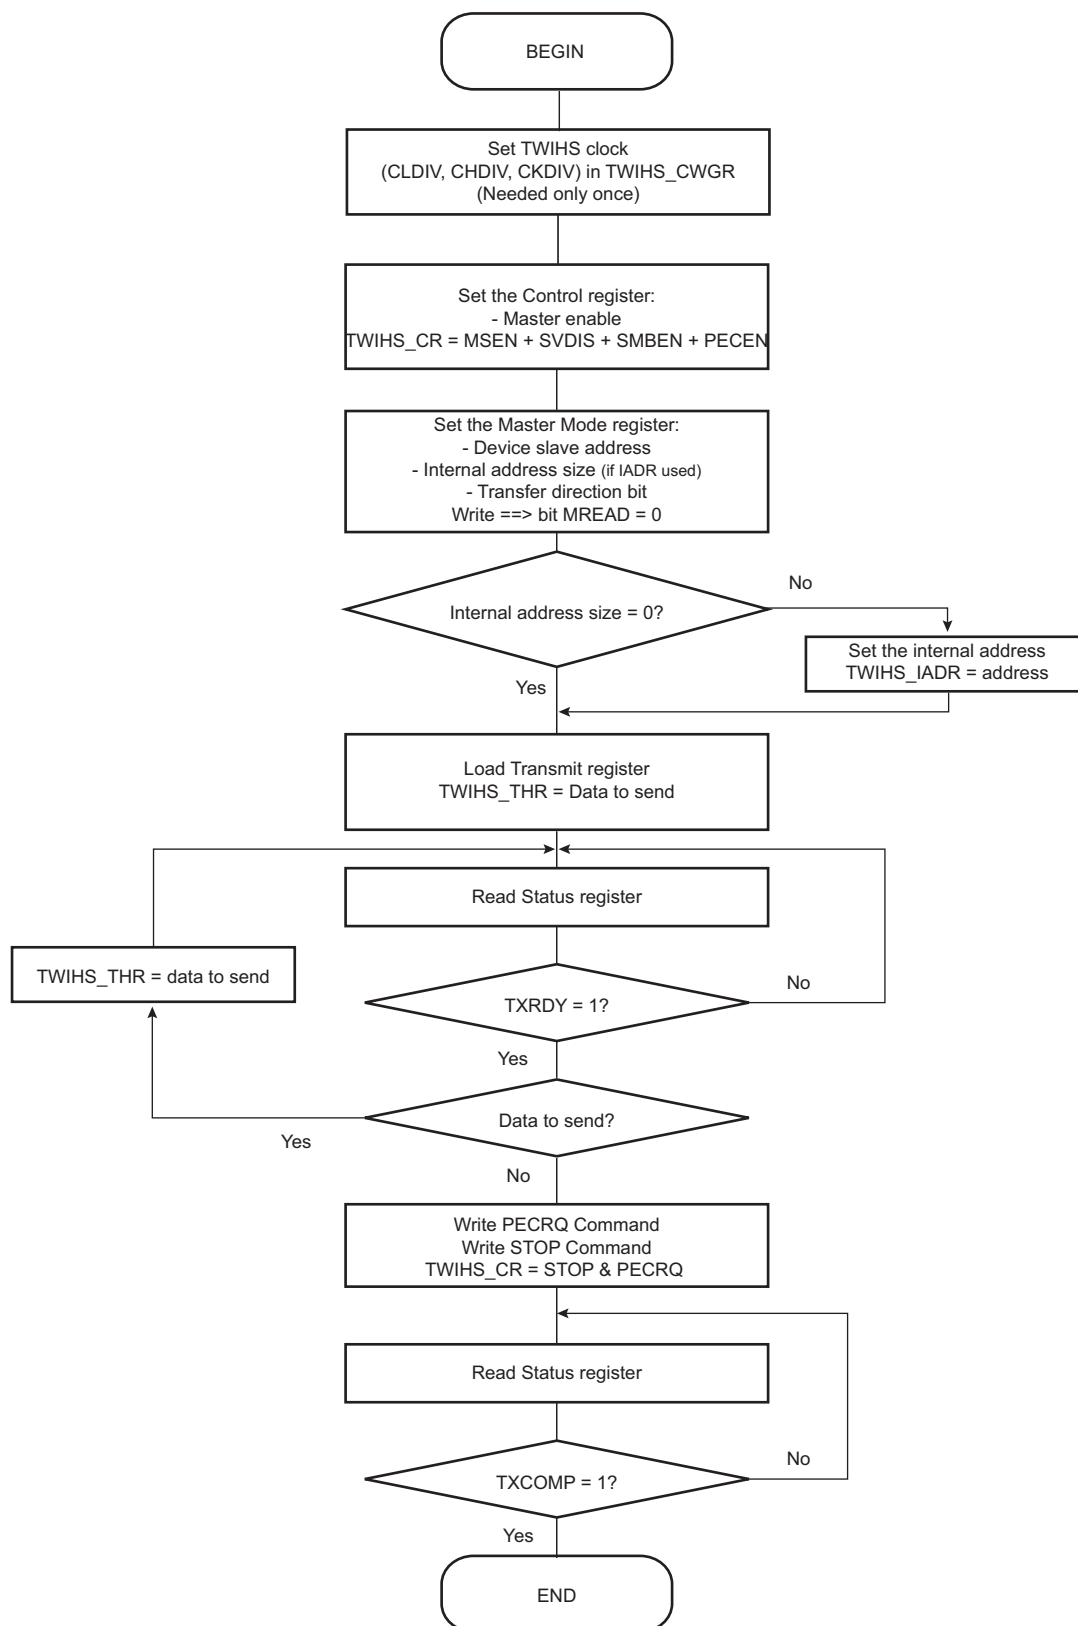 BEGIN
Set TWIHS clock
(CLDIV, CHDIV, CKDIV) in TWIHS_CWGR
(Needed only once)
Set the Control register:
- Master enable
TWIHS_CR = MSEN + SVDIS + SMBEN + PECEN
Set the Master Mode register:
- Device slave address
- Internal address size (if IADR used)
- Transfer direction bit
Write ==> bit MREAD = 0
No
Internal address size = 0?
Set the internal address
TWIHS_IADR = address
Yes
Load Transmit register
TWIHS_THR = Data to send
Read Status register
TWIHS_THR = data to send
No
TXRDY = 1?
Yes
Data to send?
Yes
No
Write PECRQ Command
Write STOP Command
TWIHS_CR = STOP & PECRQ
Read Status register
No
TXCOMP = 1?
Yes
END